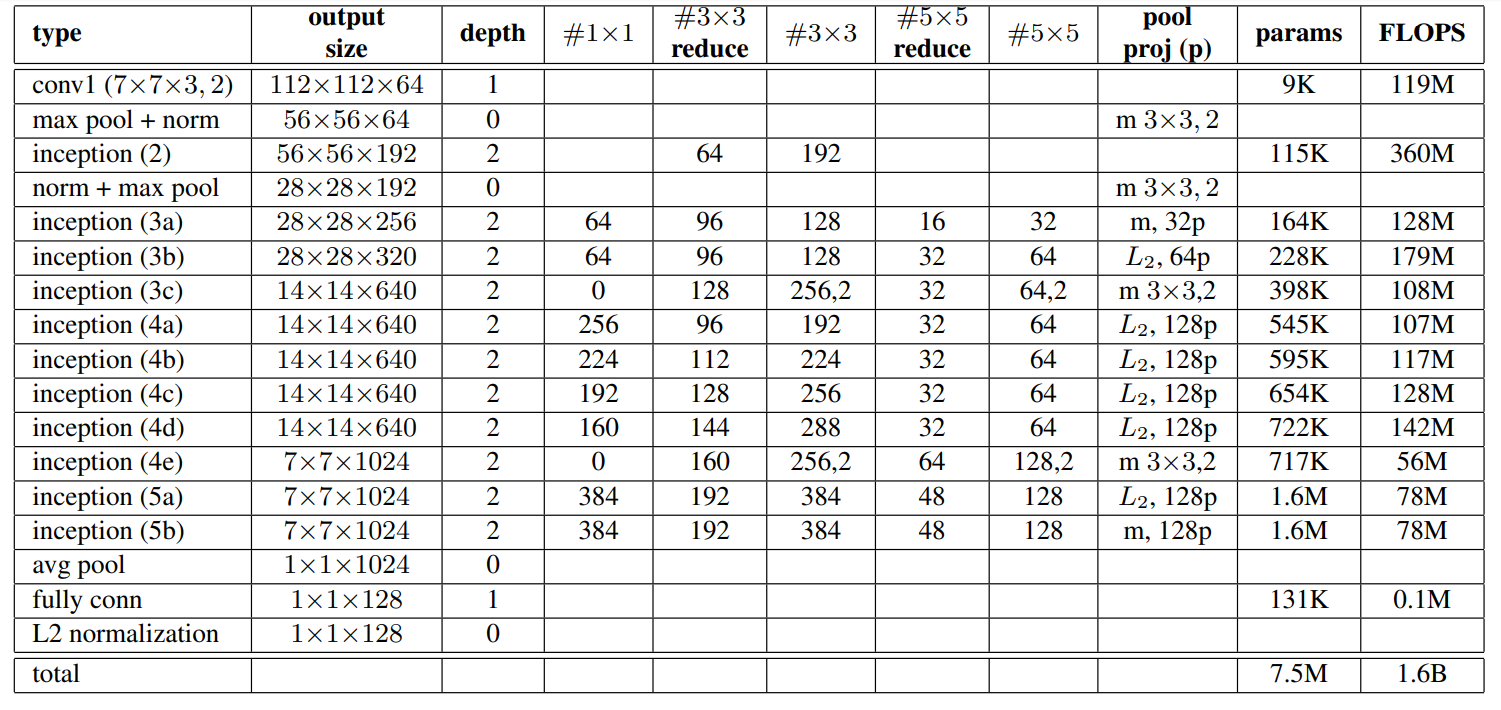 type output size depth #1×1 #3×3 reduce #3×3 #5×5 reduce #5×5 pool proj (p) params FLOPS
conv1 (7×7×3, 2) 112×112×64 1 9K 119M
max pool + norm 56×56×64 0 m 3×3, 2
inception (2) 56×56×192 2 64 192 115K 360M
norm + max pool 28×28×192 0 m 3×3, 2
inception (3a) 28×28×256 2 64 96 128 16 32 m, 32p 164K 128M
inception (3b) 28×28×320 2 64 96 128 32 64 L₂, 64p 228K 179M
inception (3c) 14×14×640 2 0 128 256,2 32 64,2 m 3×3,2 398K 108M
inception (4a) 14×14×640 2 256 96 192 32 64 L₂, 128p 545K 107M
inception (4b) 14×14×640 2 224 112 224 32 64 L₂, 128p 595K 117M
inception (4c) 14×14×640 2 192 128 256 32 64 L₂, 128p 654K 128M
inception (4d) 14×14×640 2 160 144 288 32 64 L₂, 128p 722K 142M
inception (4e) 7×7×1024 2 0 160 256,2 64 128,2 m 3×3,2 717K 56M
inception (5a) 7×7×1024 2 384 192 384 48 128 L₂, 128p 1.6M 78M
inception (5b) 7×7×1024 2 384 192 384 48 128 m, 128p 1.6M 78M
avg pool 1×1×1024 0
fully conn 1×1×128 1 131K 0.1M
L2 normalization 1×1×128 0
total 7.5M 1.6B